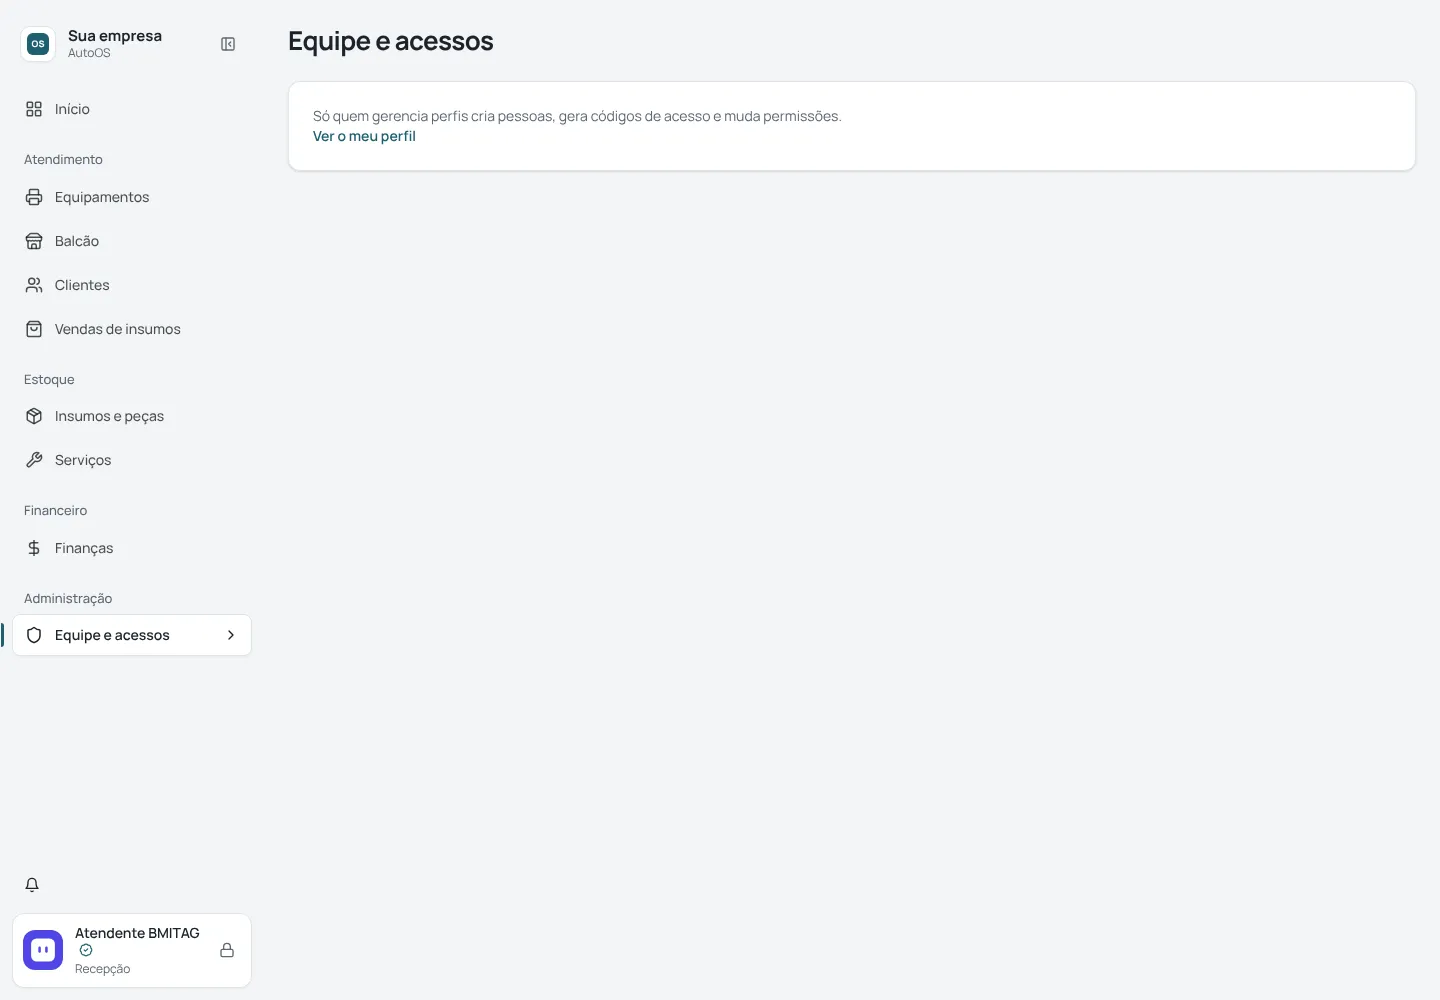 OS
Sua empresa
AutoOS
Início
Atendimento
Equipamentos
Balcão
Clientes
Vendas de insumos
Estoque
Insumos e peças
Serviços
Financeiro
Finanças
Administração
Equipe e acessos
Atendente BMITAG
Recepção
Equipe e acessos
Só quem gerencia perfis cria pessoas, gera códigos de acesso e muda permissões.
Ver o meu perfil